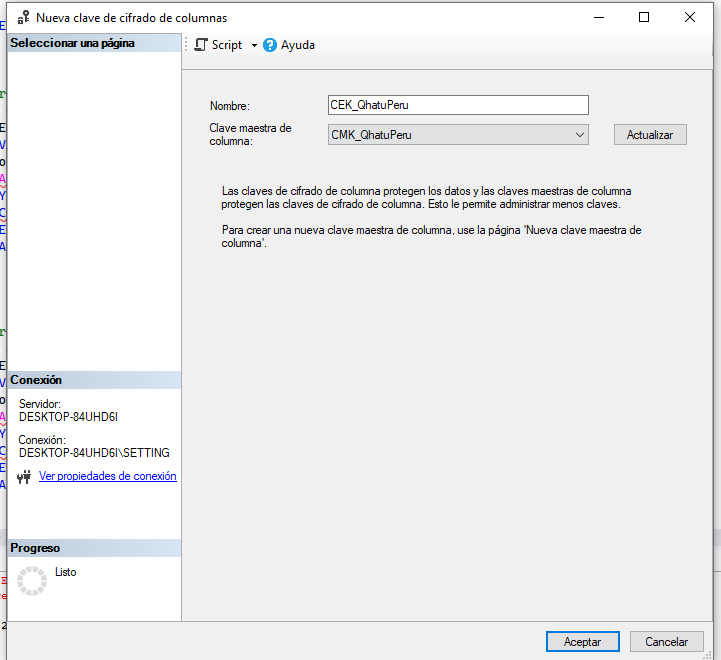 Nueva clave de cifrado de columnas
Seleccionar una página
Script
Ayuda
Nombre:
CEK_QhatuPeru
Clave maestra de
columna:
CMK_QhatuPeru
Actualizar
Las claves de cifrado de columna protegen los datos y las claves maestras de columna
protegen las claves de cifrado de columna. Esto le permite administrar menos claves.
Para crear una nueva clave maestra de columna, use la página 'Nueva clave maestra de
columna'.
Conexión
Servidor:
DESKTOP-84UHD6I
Conexión:
DESKTOP-84UHD6I\SETTING
Ver propiedades de conexión
Progreso
Listo
Aceptar
Cancelar